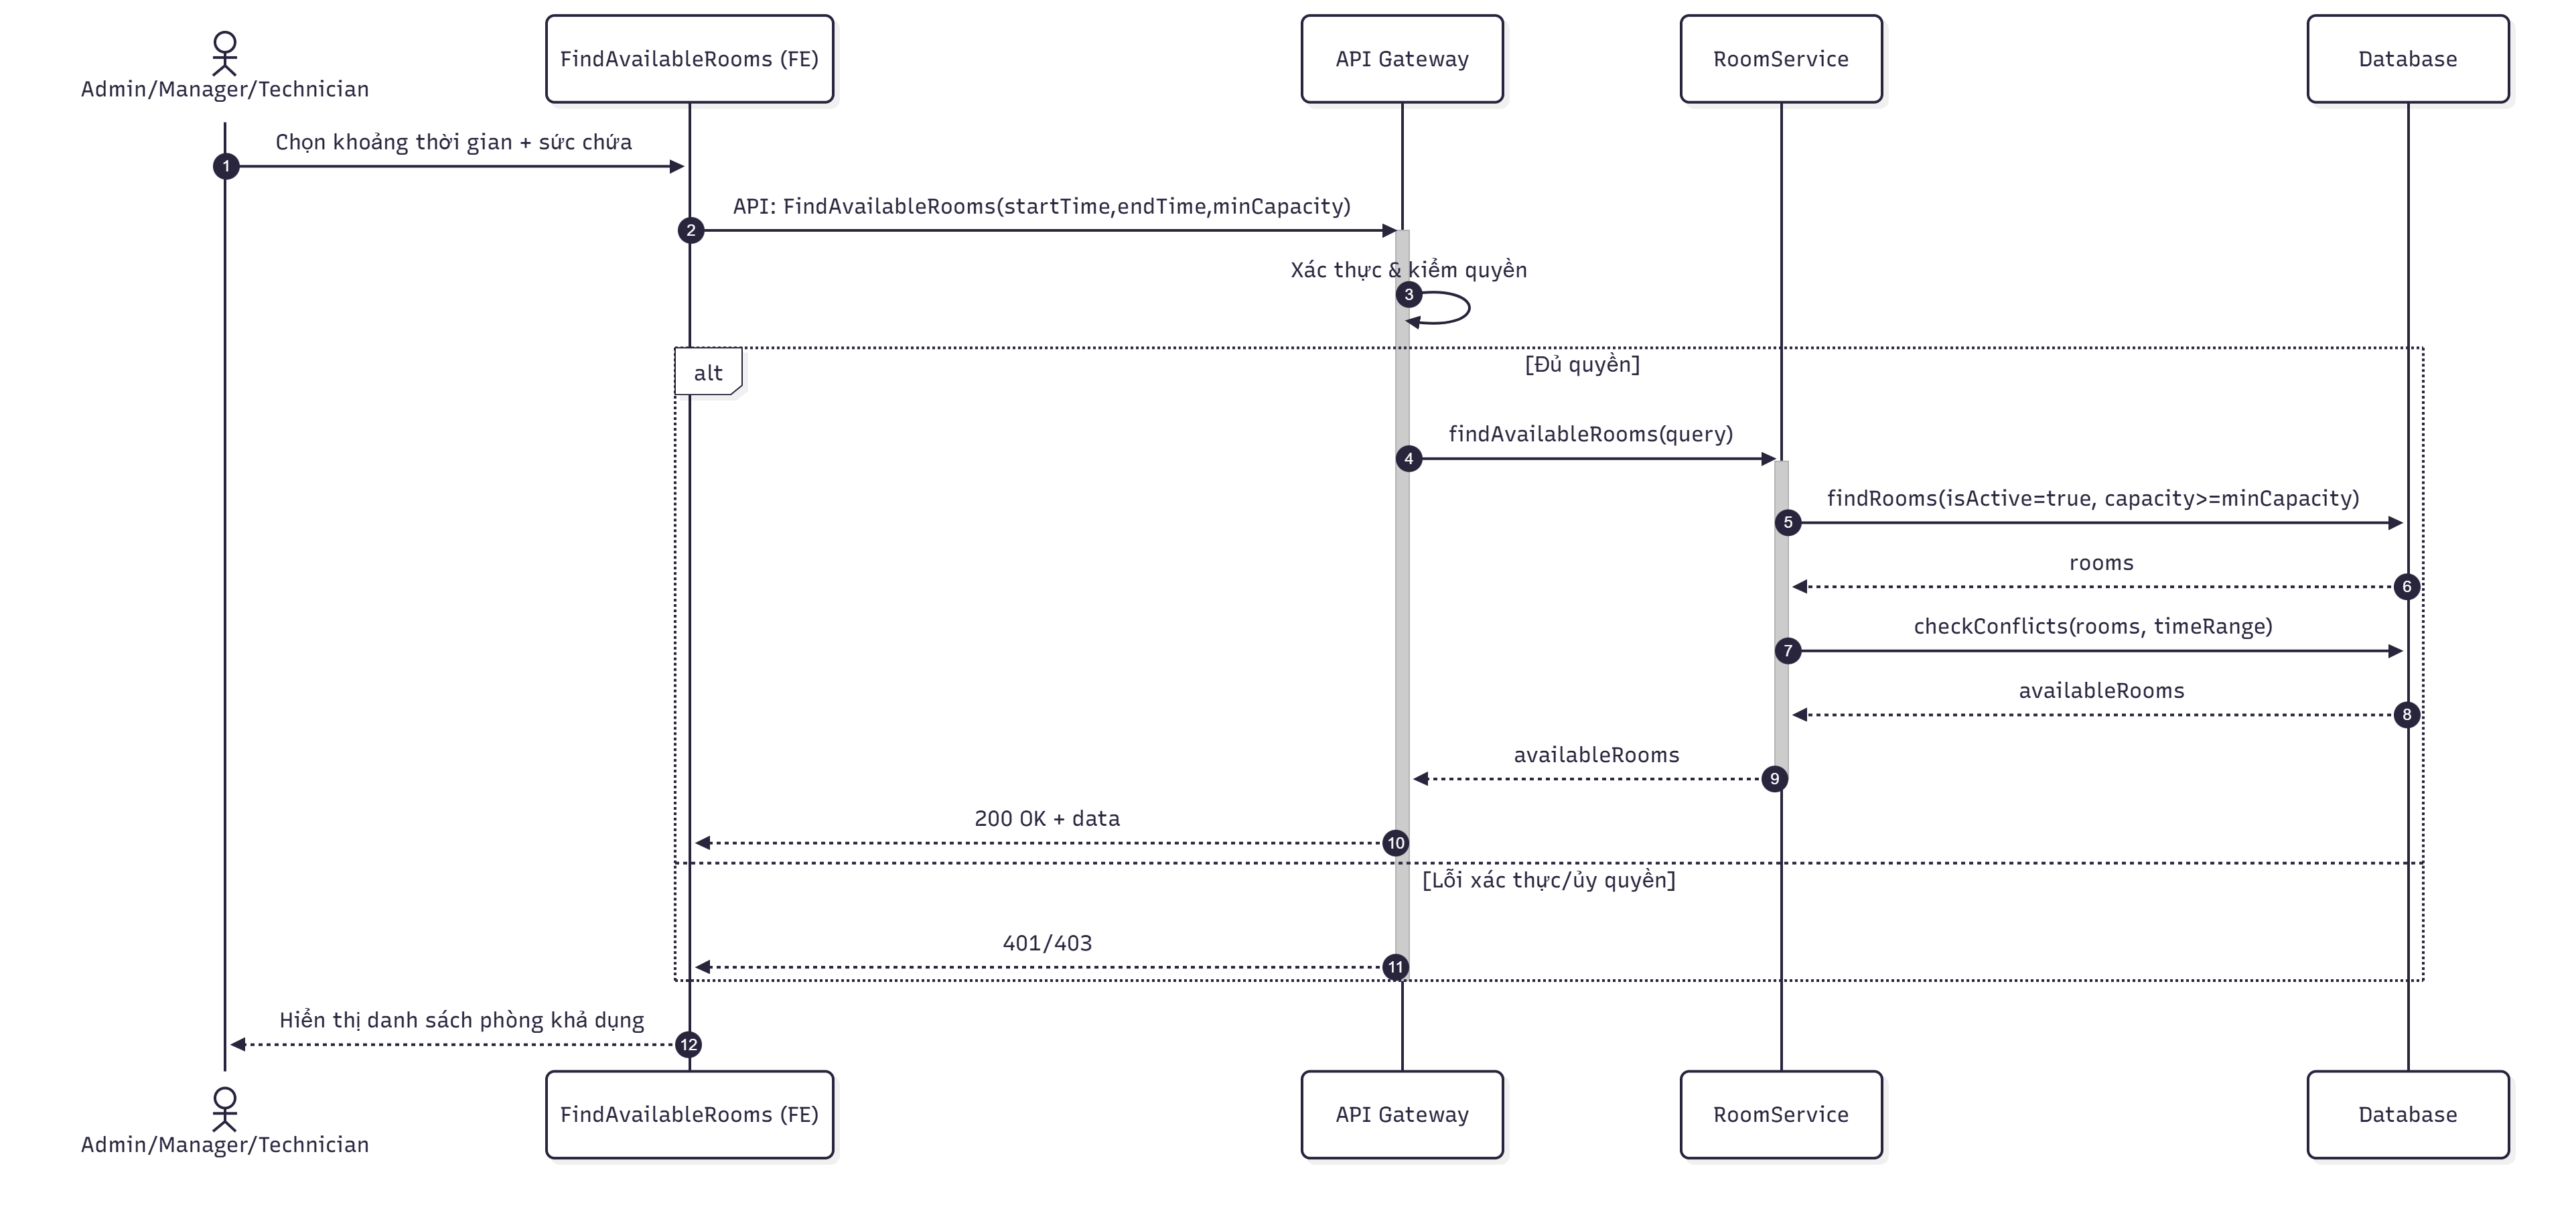 Admin/Manager/Technician
FindAvailableRooms (FE)
API Gateway
RoomService
Database
Chọn khoảng thời gian + sức chứa
1
API: FindAvailableRooms(startTime,endTime,minCapacity)
2
Xác thực & kiểm quyền
3
alt
[Đủ quyền]
findAvailableRooms(query)
4
findRooms(isActive=true, capacity>=minCapacity)
5
rooms
6
checkConflicts(rooms, timeRange)
7
availableRooms
8
availableRooms
9
200 OK + data
10
[Lỗi xác thực/ủy quyền]
401/403
11
Hiển thị danh sách phòng khả dụng
12
Admin/Manager/Technician
FindAvailableRooms (FE)
API Gateway
RoomService
Database